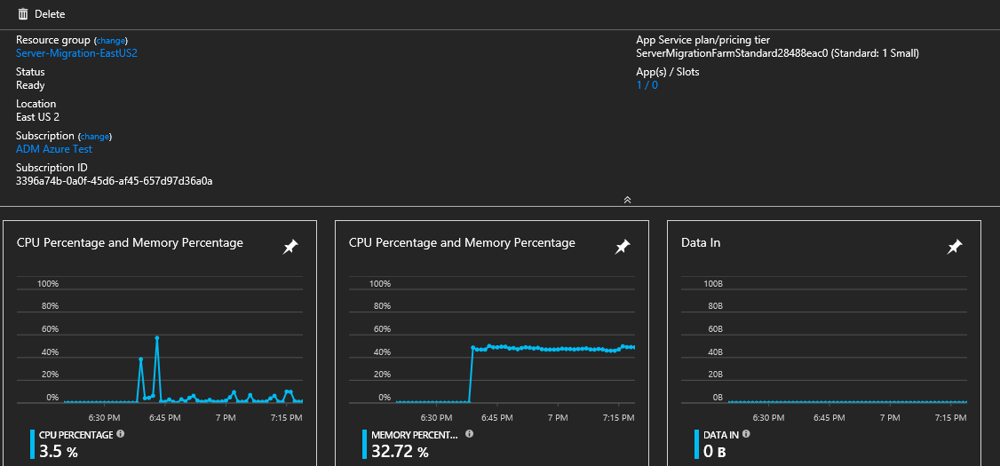 Delete
Resource group (change)
Server-Migration-EastUS2
Status
Ready
Location
East US 2
Subscription (change)
ADM Azure Test
Subscription ID
3396a74b-0a0f-45d6-af45-657d97d36a0a
App Service plan/pricing tier
ServerMigrationFarmStandard28488eac0 (Standard: 1 Small)
App(s) / Slots
1 / 0
CPU Percentage and Memory Percentage
100%
80%
60%
40%
20%
0%
6:30 PM 6:45 PM 7 PM 7:15 PM
CPU PERCENTAGE
3.5 %
CPU Percentage and Memory Percentage
100%
80%
60%
40%
20%
0%
6:30 PM 6:45 PM 7 PM 7:15 PM
MEMORY PERCENT...
32.72 %
Data In
100B
80B
60B
40B
20B
0B
6:30 PM 6:45 PM 7 PM 7:15 PM
DATA IN
0 B